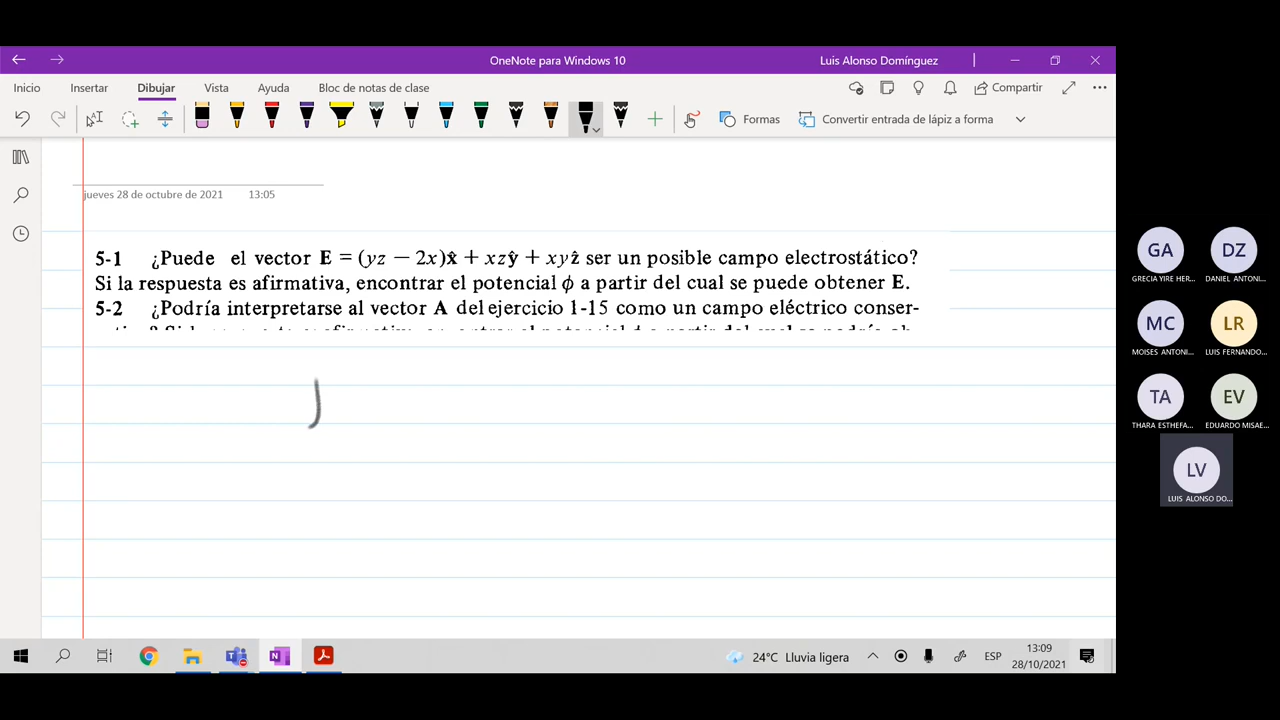 OneNote para Windows 10
Luis Alonso Domínguez
Inicio Insertar Dibujar Vista Ayuda Bloc de notas de clase
Compartir
Formas
Convertir entrada de lápiz a forma
jueves 28 de octubre de 2021 13:05
5-1 ¿Puede el vector E = (yz − 2x)x̂ + xzŷ + xyẑ ser un posible campo electrostático?
Si la respuesta es afirmativa, encontrar el potencial ϕ a partir del cual se puede obtener E.
5-2 ¿Podría interpretarse al vector A del ejercicio 1-15 como un campo eléctrico conser-
GA
GRECIA YIRE HER...
DZ
DANIEL ANTONI...
MC
MOISES ANTONI...
LR
LUIS FERNANDO...
TA
THARA ESTHEFA...
EV
EDUARDO MISAE...
LV
LUIS ALONSO DO...
24°C Lluvia ligera
ESP
13:09
28/10/2021